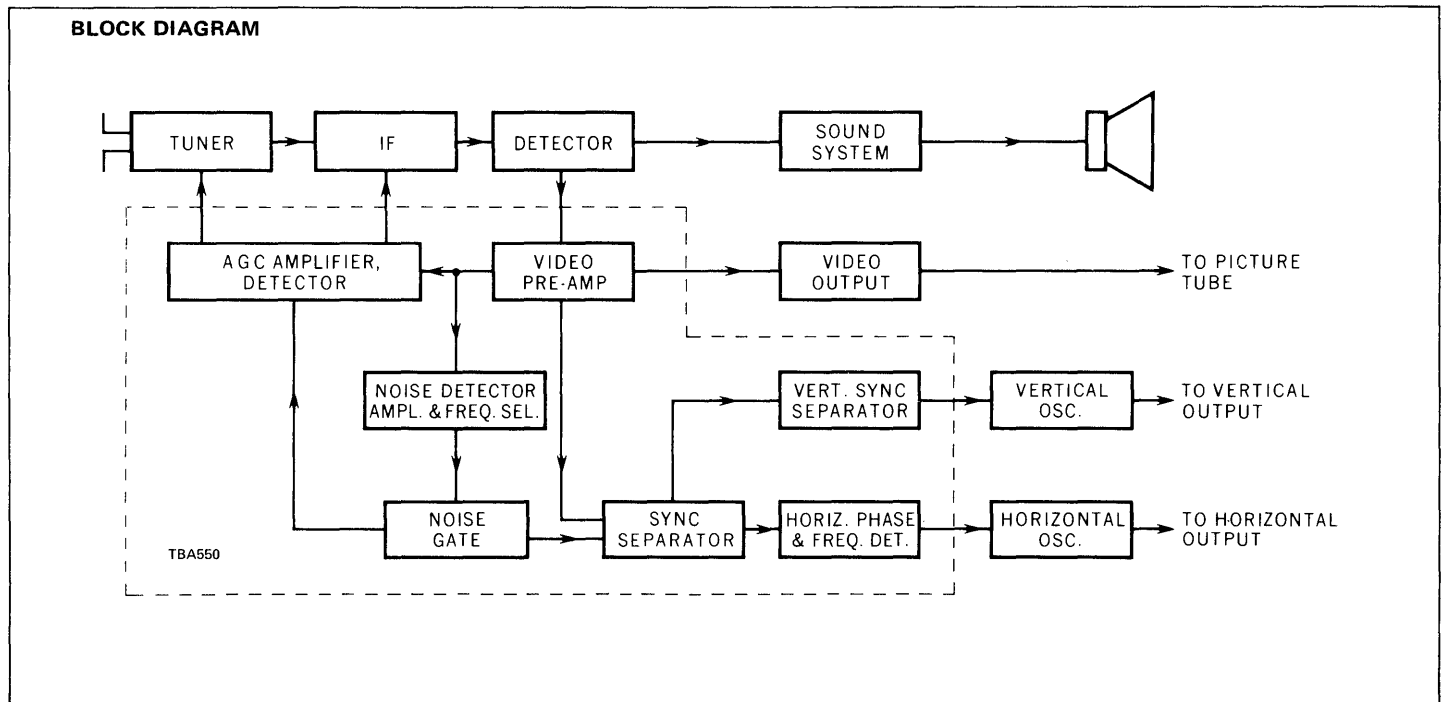 BLOCK DIAGRAM
TUNER
IF
DETECTOR
SOUND
SYSTEM
AGC AMPLIFIER,
DETECTOR
VIDEO
PRE-AMP
VIDEO
OUTPUT
TO PICTURE
TUBE
NOISE DETECTOR
AMPL. & FREQ. SEL.
VERT. SYNC
SEPARATOR
VERTICAL
OSC.
TO VERTICAL
OUTPUT
NOISE
GATE
SYNC
SEPARATOR
HORIZ. PHASE
& FREQ. DET.
HORIZONTAL
OSC.
TO HORIZONTAL
OUTPUT
TBA550